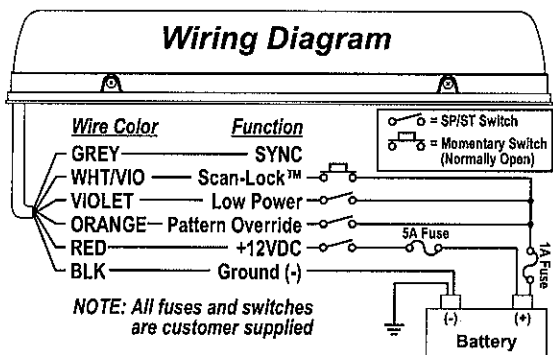 Wiring Diagram
Wire Color Function
= SP/ST Switch
= Momentary Switch
(Normally Open)
GREY SYNC
WHT/VIO Scan-Lock™
VIOLET Low Power
ORANGE Pattern Override
RED +12VDC
5A Fuse
1A Fuse
BLK Ground (-)
NOTE: All fuses and switches
are customer supplied
(-) (+)
Battery